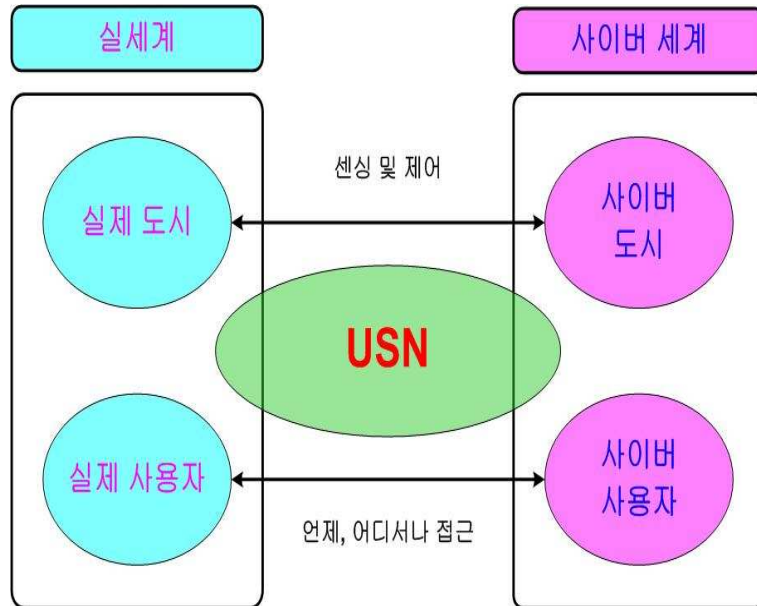 실세계
사이버 세계
센싱 및 제어
실제 도시
사이버
도시
USN
실제 사용자
사이버
사용자
언제, 어디서나 접근